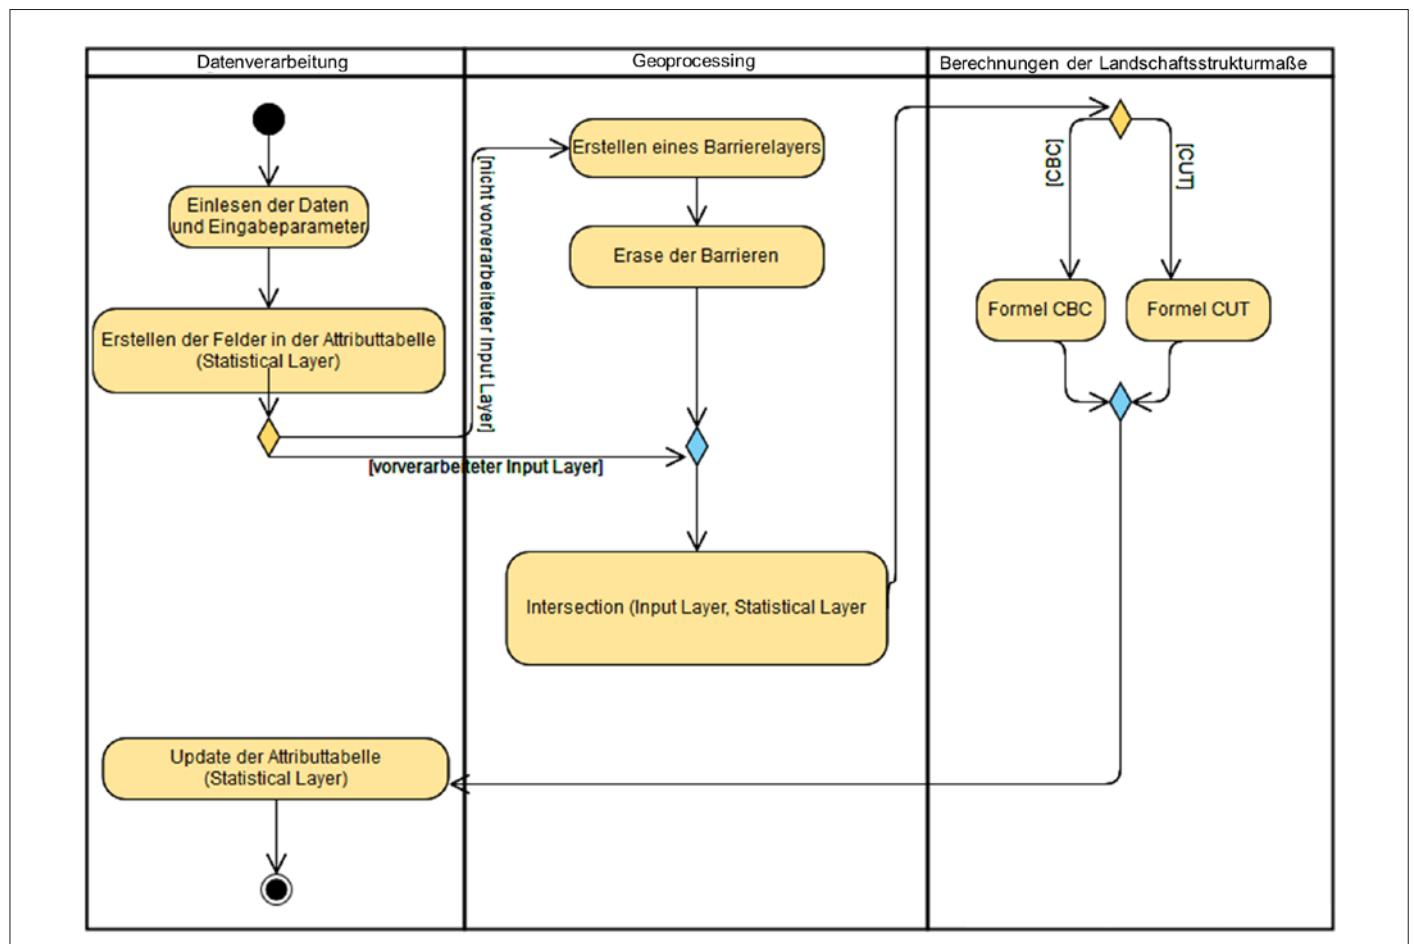 Datenverarbeitung
Geoprocessing
Berechnungen der Landschaftsstrukturmaße
Einlesen der Daten
und Eingabeparameter
Erstellen der Felder in der Attributtabelle
(Statistical Layer)
[nicht vorverarbeiteter Input Layer]
[vorverarbeiteter Input Layer]
Erstellen eines Barrierelayers
Erase der Barrieren
Intersection (Input Layer, Statistical Layer
[CBC]
[CUT]
Formel CBC
Formel CUT
Update der Attributtabelle
(Statistical Layer)